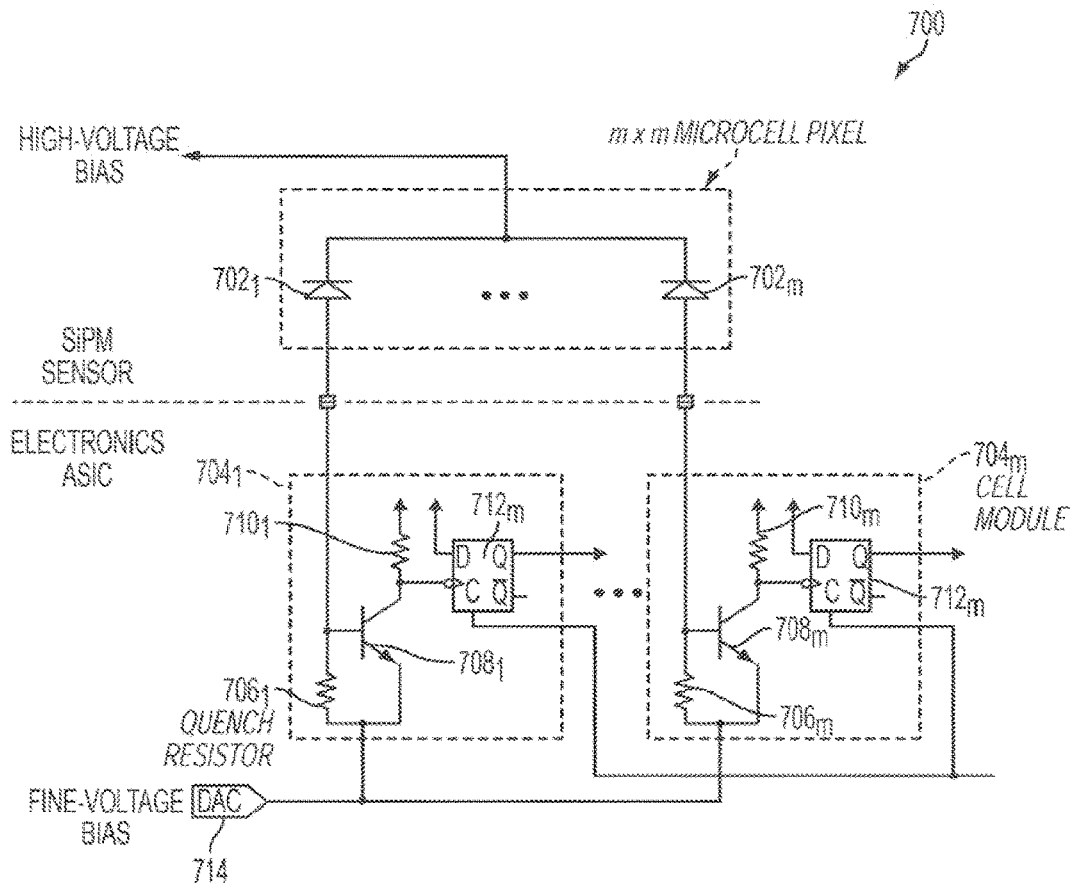 700
HIGH-VOLTAGE
BIAS
m x m MICROCELL PIXEL
702₁
702ₘ
SiPM
SENSOR
ELECTRONICS
ASIC
704₁
704ₘ
CELL
MODULE
710₁
712ₘ
D Q
C Q̅
710ₘ
D Q
C Q̅
712ₘ
708₁
708ₘ
706₁
QUENCH
RESISTOR
706ₘ
FINE-VOLTAGE
BIAS
DAC
714